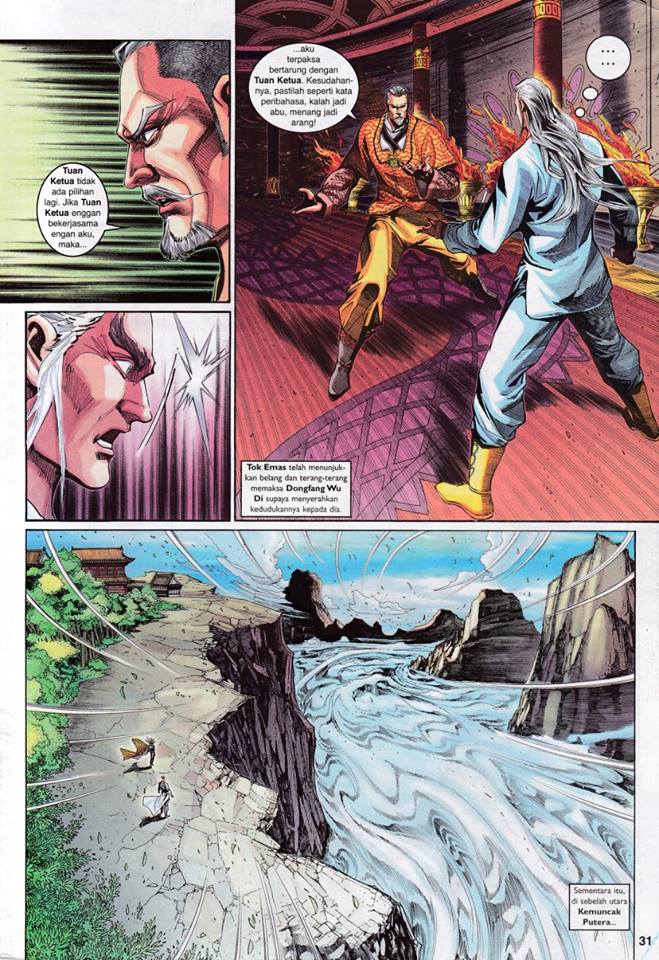 Tuan
Ketua tidak
ada pilihan
lagi. Jika Tuan
Ketua enggan
bekerjasama
engan aku,
maka...
...aku
terpaksa
bertarung dengan
Tuan Ketua. Kesudahan-
nya, pastilah seperti kata
peribahasa, kalah jadi
abu, menang jadi
arang!
...
...
Tok Emas telah menunjuk-
kan belang dan terang-terang
memaksa Dongfang Wu
Di supaya menyerahkan
kedudukannya kepada dia.
Sementara itu,
di sebelah utara
Kemuncak
Putera...
31